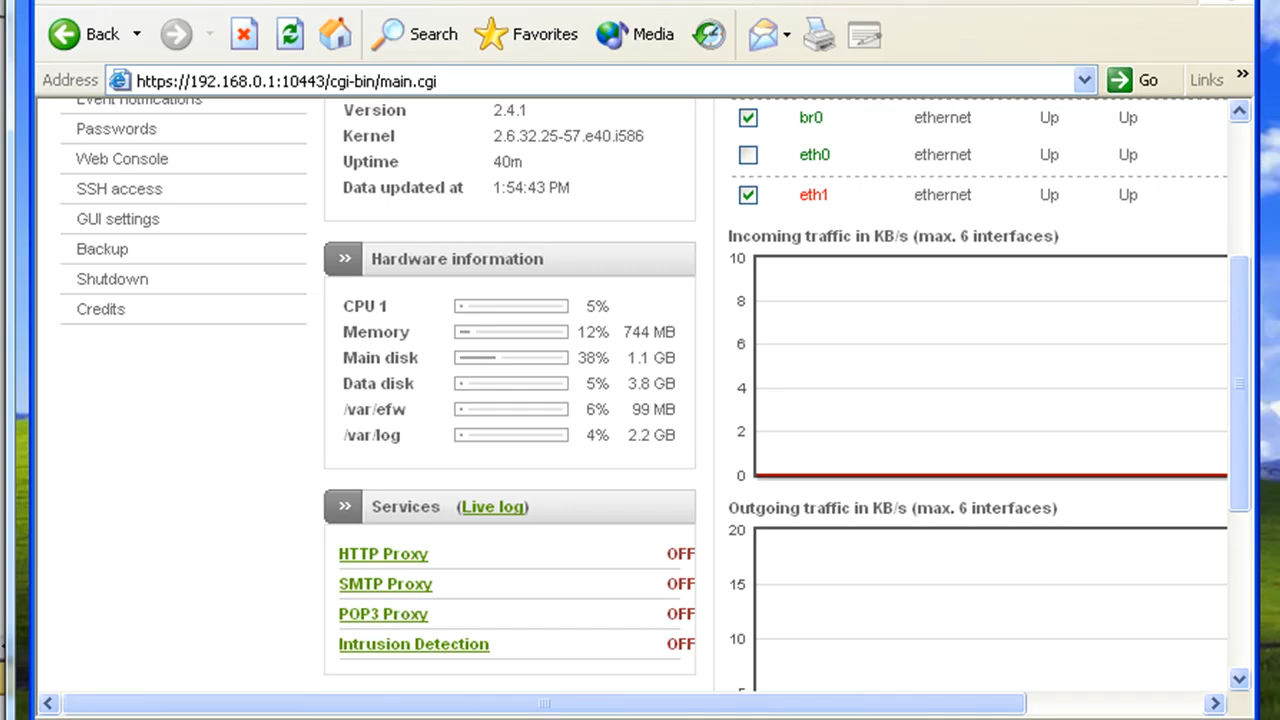 Back
Search
Favorites
Media
Address
https://192.168.0.1:10443/cgi-bin/main.cgi
Go
Links
Event notifications
Passwords
Web Console
SSH access
GUI settings
Backup
Shutdown
Credits
Version 2.4.1
Kernel 2.6.32.25-57.e40.i586
Uptime 40m
Data updated at 1:54:43 PM
Hardware information
CPU 1 5%
Memory 12% 744 MB
Main disk 38% 1.1 GB
Data disk 5% 3.8 GB
/var/efw 6% 99 MB
/var/log 4% 2.2 GB
Services (Live log)
HTTP Proxy OFF
SMTP Proxy OFF
POP3 Proxy OFF
Intrusion Detection OFF
br0 ethernet Up Up
eth0 ethernet Up Up
eth1 ethernet Up Up
Incoming traffic in KB/s (max. 6 interfaces)
10
8
6
4
2
0
Outgoing traffic in KB/s (max. 6 interfaces)
20
15
10